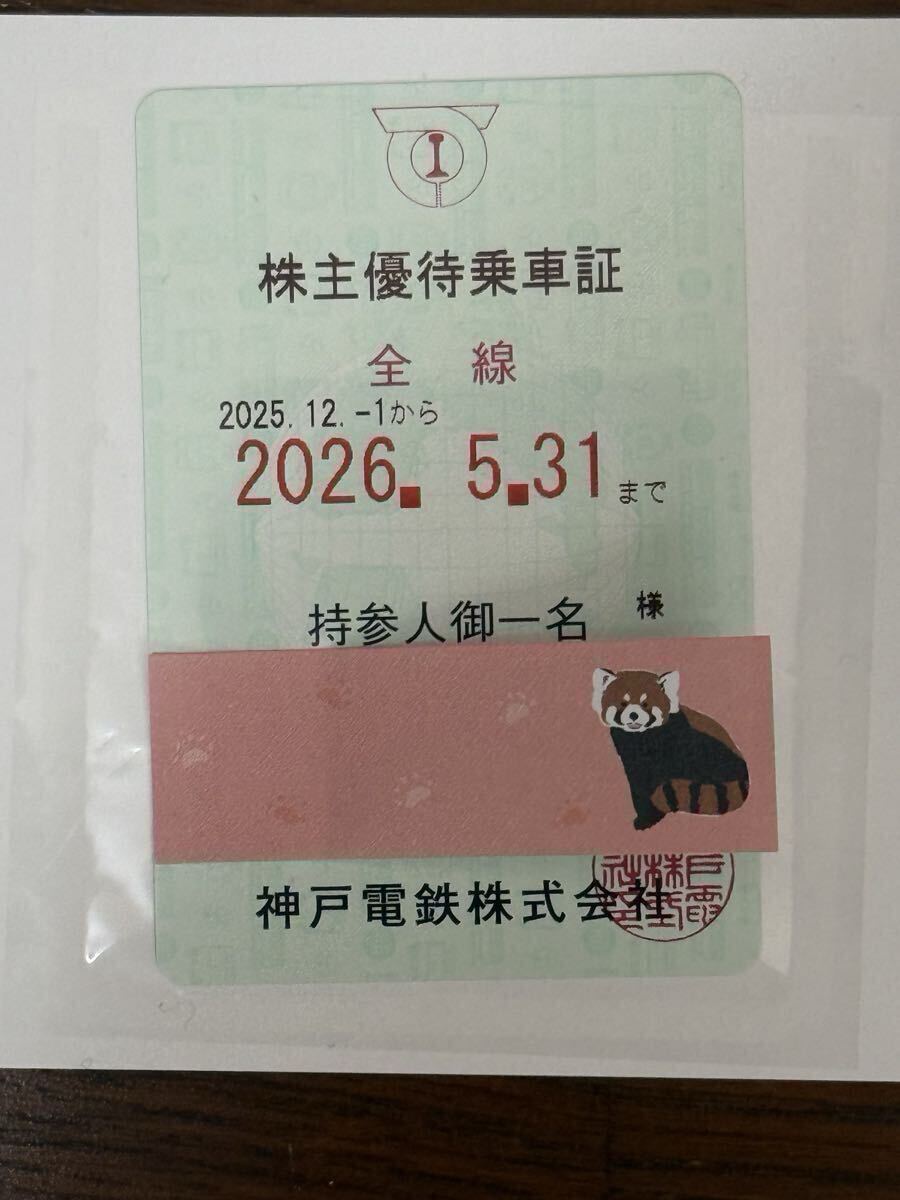 株主優待乗車証
全線
2025.12.-1から
2026.5.31まで
持参人御一名 様
神戸電鉄株式会社